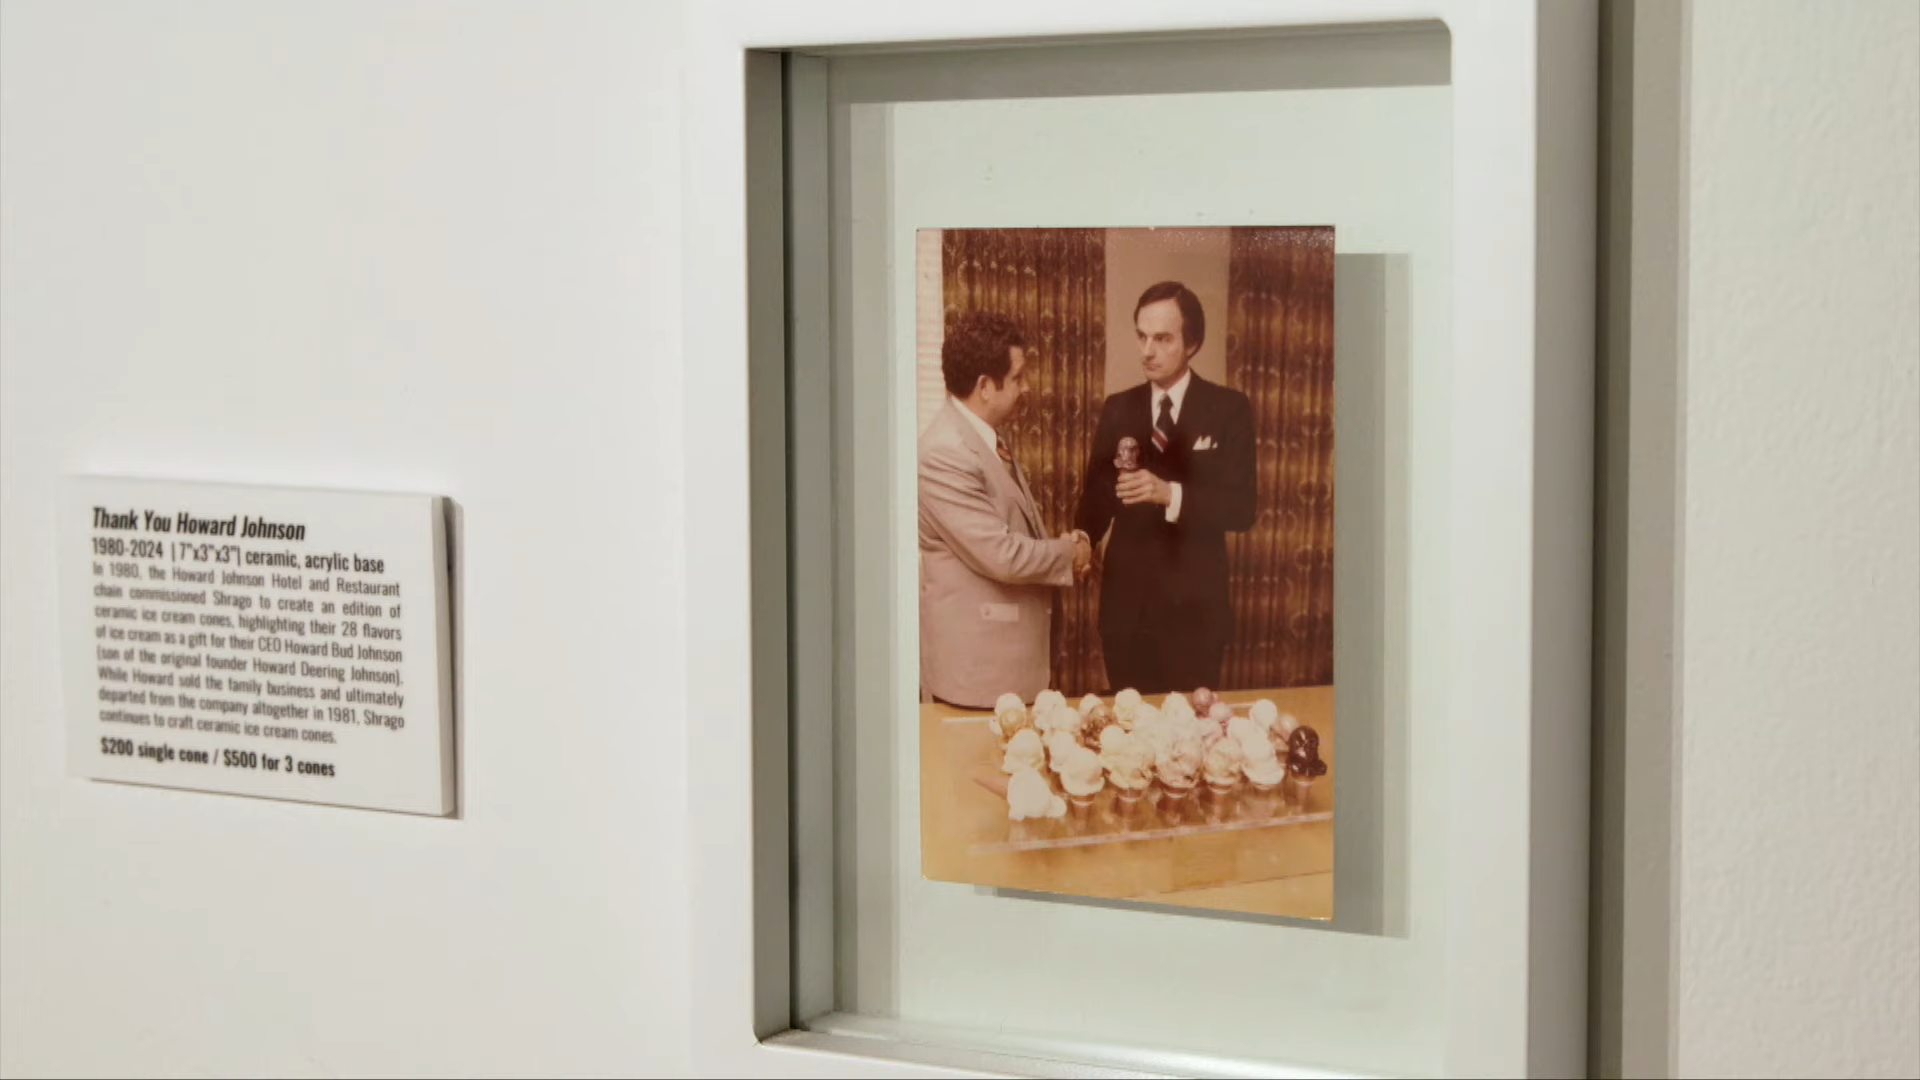 Thank You Howard Johnson
1980-2024 | 7"x3"x3"| ceramic, acrylic base
In 1980, the Howard Johnson Hotel and Restaurant
chain commissioned Shrago to create an edition of
ceramic ice cream cones, highlighting their 28 flavors
of ice cream as a gift for their CEO Howard Bud Johnson
(son of the original founder Howard Deering Johnson).
While Howard sold the family business and ultimately
departed from the company altogether in 1981, Shrago
continues to craft ceramic ice cream cones.
$200 single cone / $500 for 3 cones